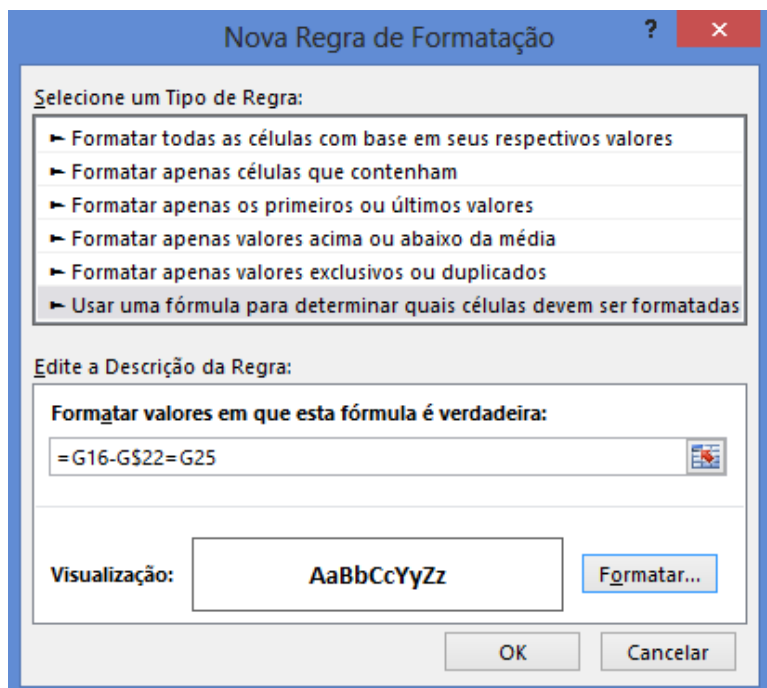 Nova Regra de Formatação
?
×
Selecione um Tipo de Regra:
► Formatar todas as células com base em seus respectivos valores
► Formatar apenas células que contenham
► Formatar apenas os primeiros ou últimos valores
► Formatar apenas valores acima ou abaixo da média
► Formatar apenas valores exclusivos ou duplicados
► Usar uma fórmula para determinar quais células devem ser formatadas
Edite a Descrição da Regra:
Formatar valores em que esta fórmula é verdadeira:
=G16-G$22=G25
Visualização:
AaBbCcYyZz
Formatar...
OK
Cancelar